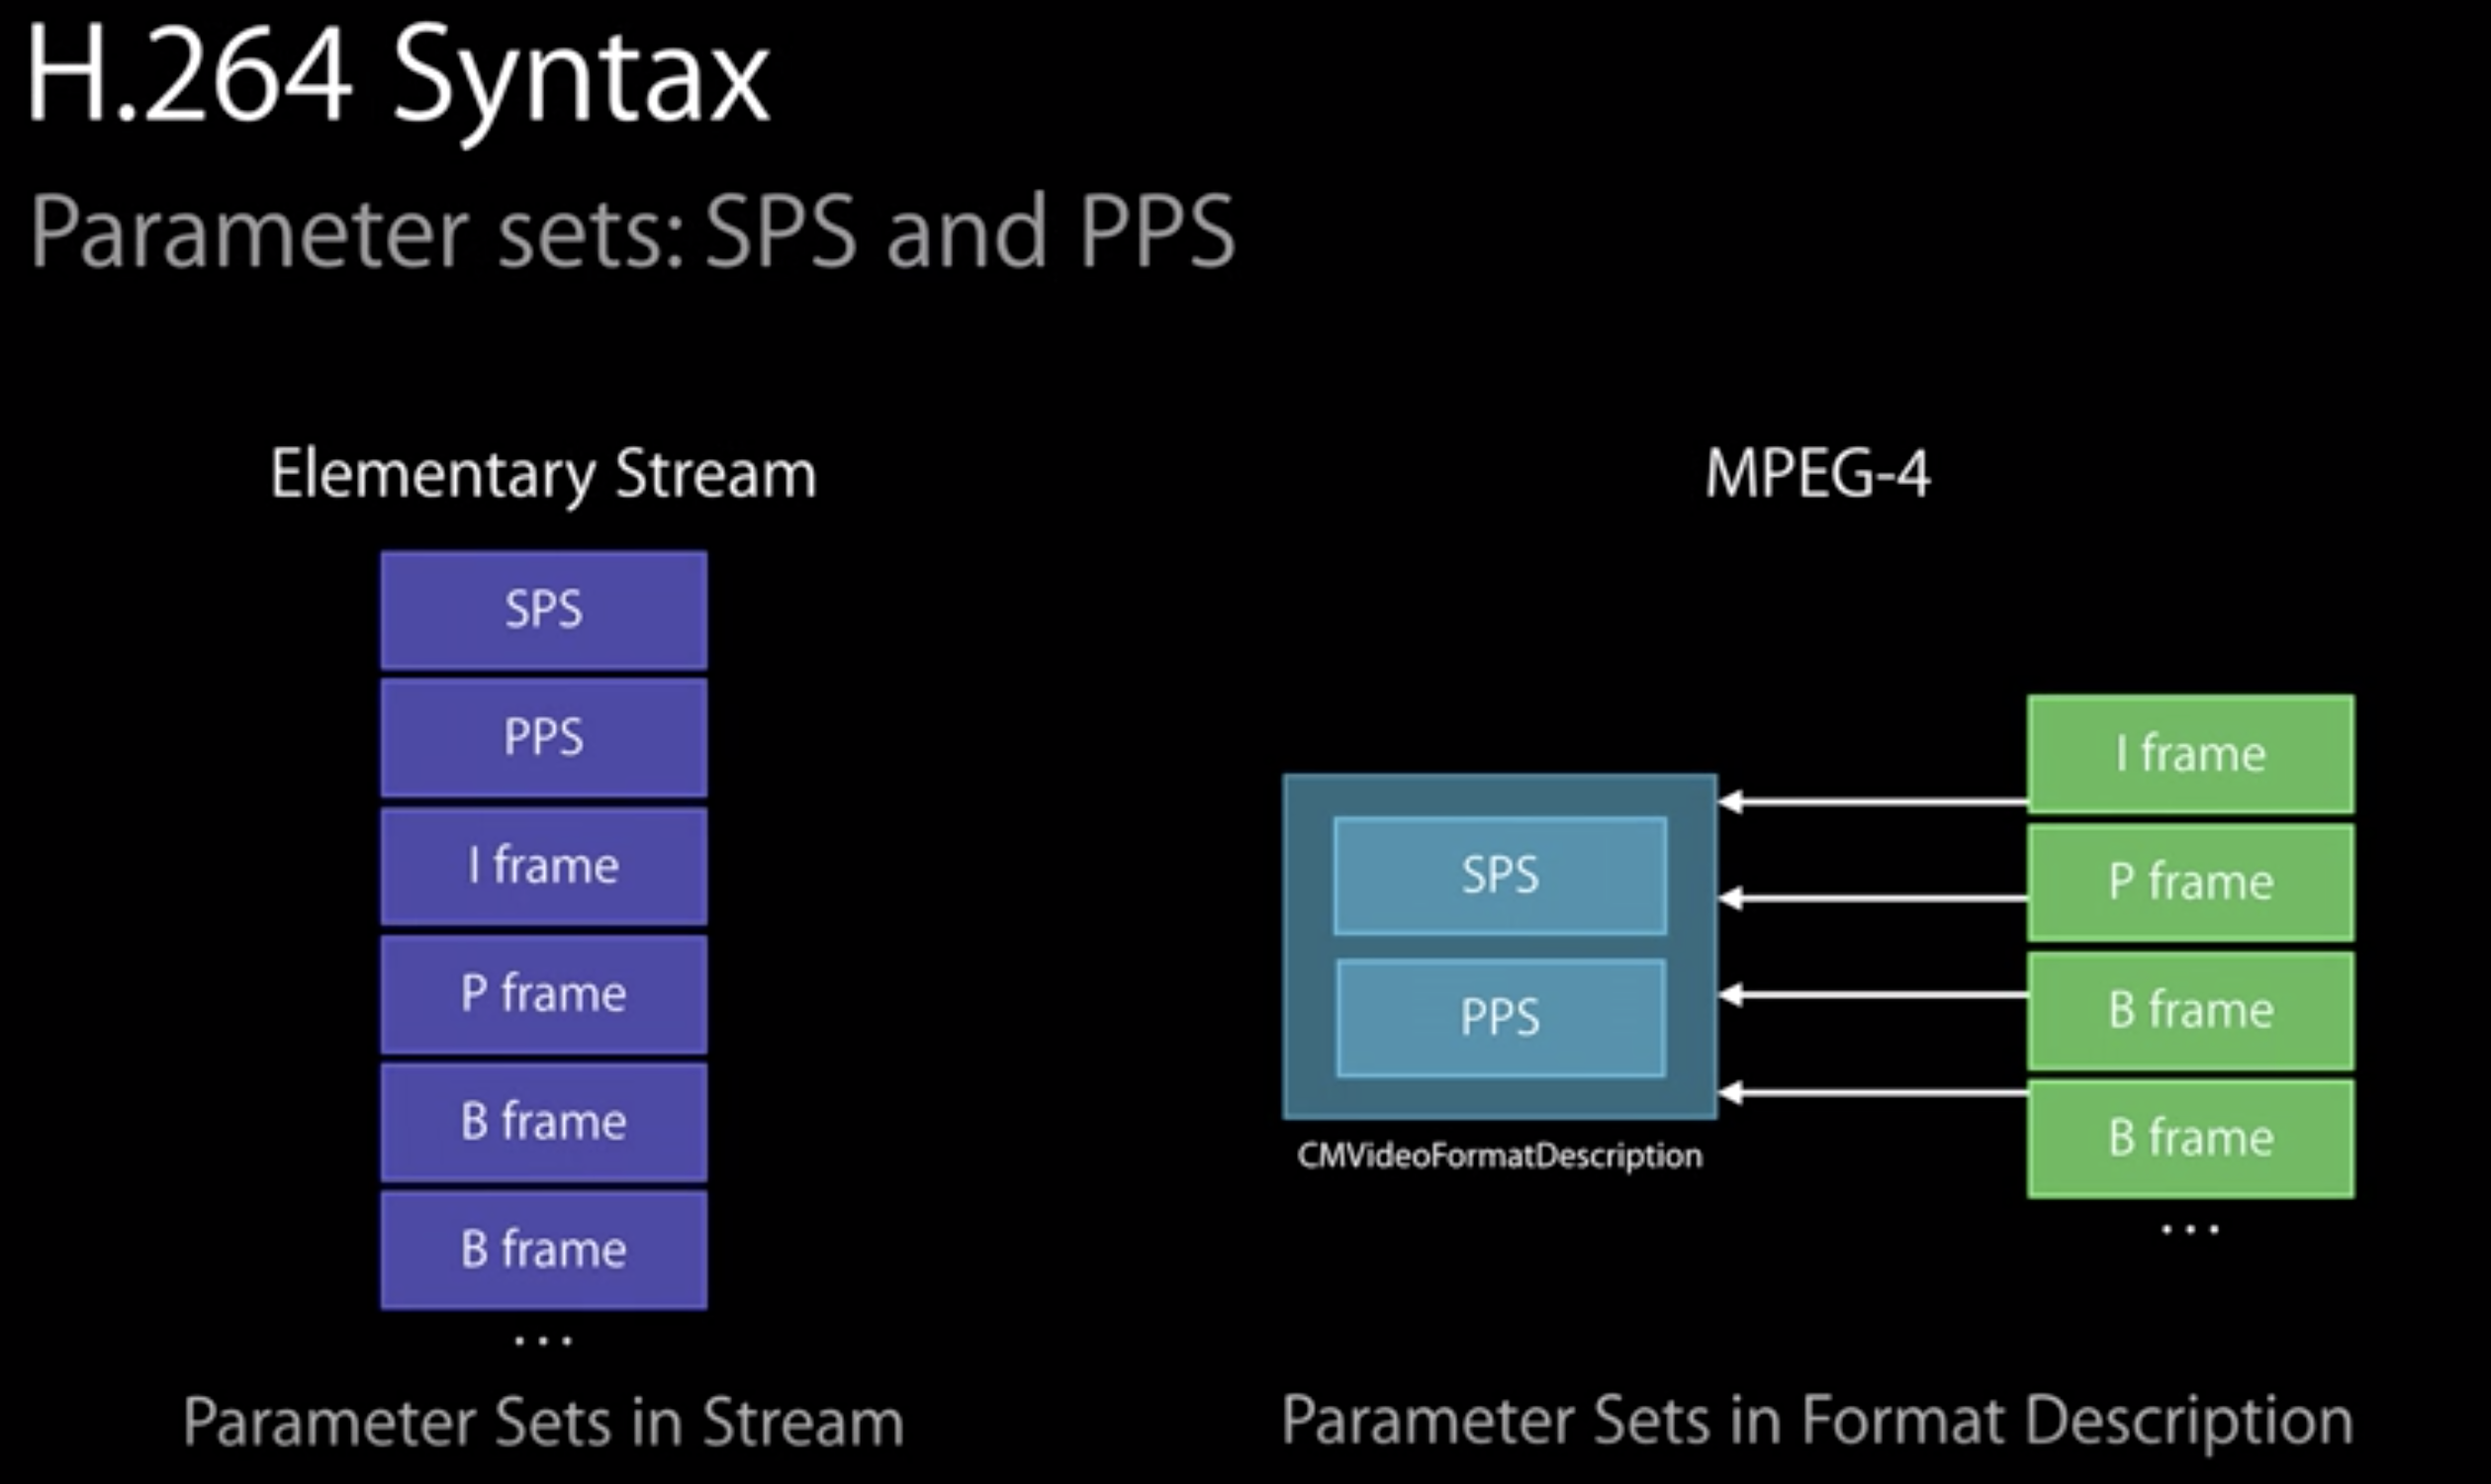 H.264 Syntax
Parameter sets: SPS and PPS
Elementary Stream
SPS
PPS
I frame
P frame
B frame
B frame
...
Parameter Sets in Stream
MPEG-4
SPS
PPS
CMVideoFormatDescription
I frame
P frame
B frame
B frame
...
Parameter Sets in Format Description